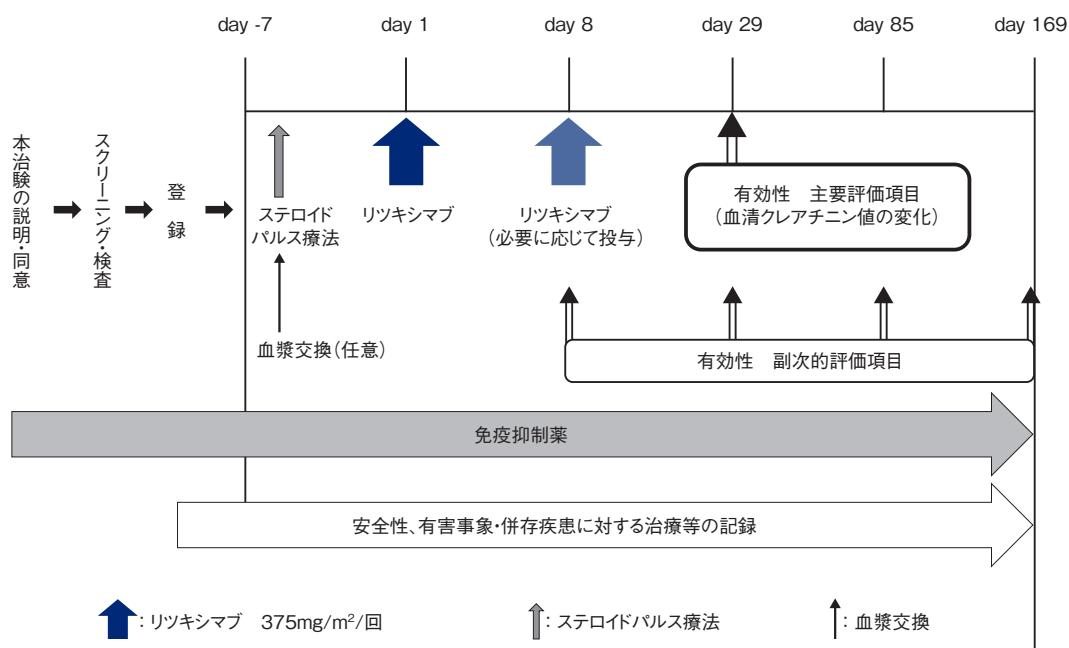 day -7
day 1
day 8
day 29
day 85
day 169
本治験の説明・同意
スクリーニング・検査
登録
ステロイド
パルス療法
リツキシマブ
リツキシマブ
(必要に応じて投与)
有効性 主要評価項目
(血清クレアチニン値の変化)
血漿交換(任意)
有効性 副次的評価項目
免疫抑制薬
安全性、有害事象・併存疾患に対する治療等の記録
:リツキシマブ 375mg/m²/回
:ステロイドパルス療法
:血漿交換